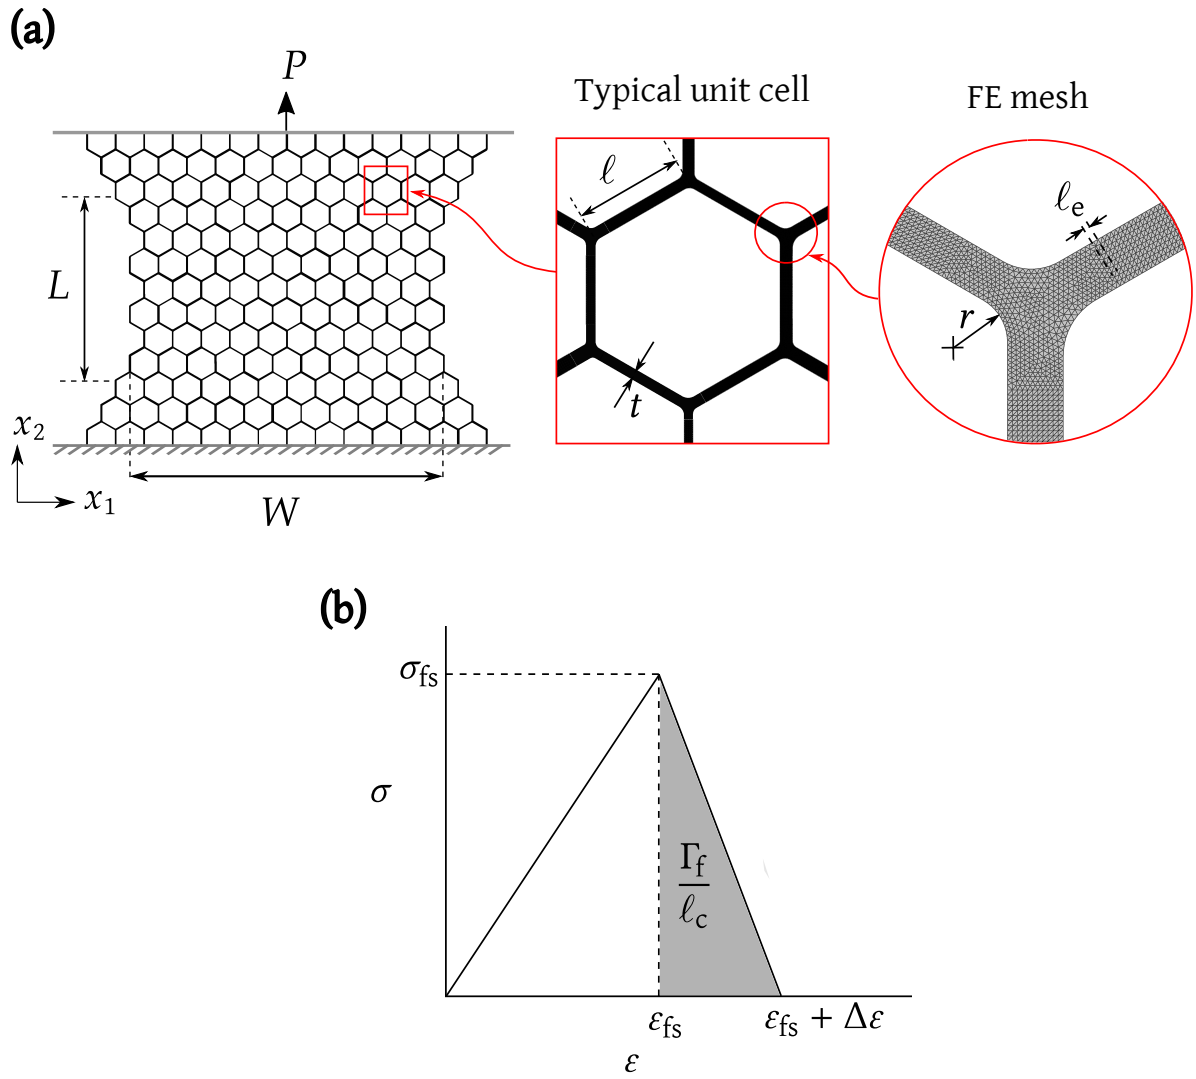 (a)
P
Typical unit cell
FE mesh
ℓ
ℓe
L
r
t
x2
x1
W
(b)
σfs
σ
Γf
ℓc
εfs
εfs + Δε
ε